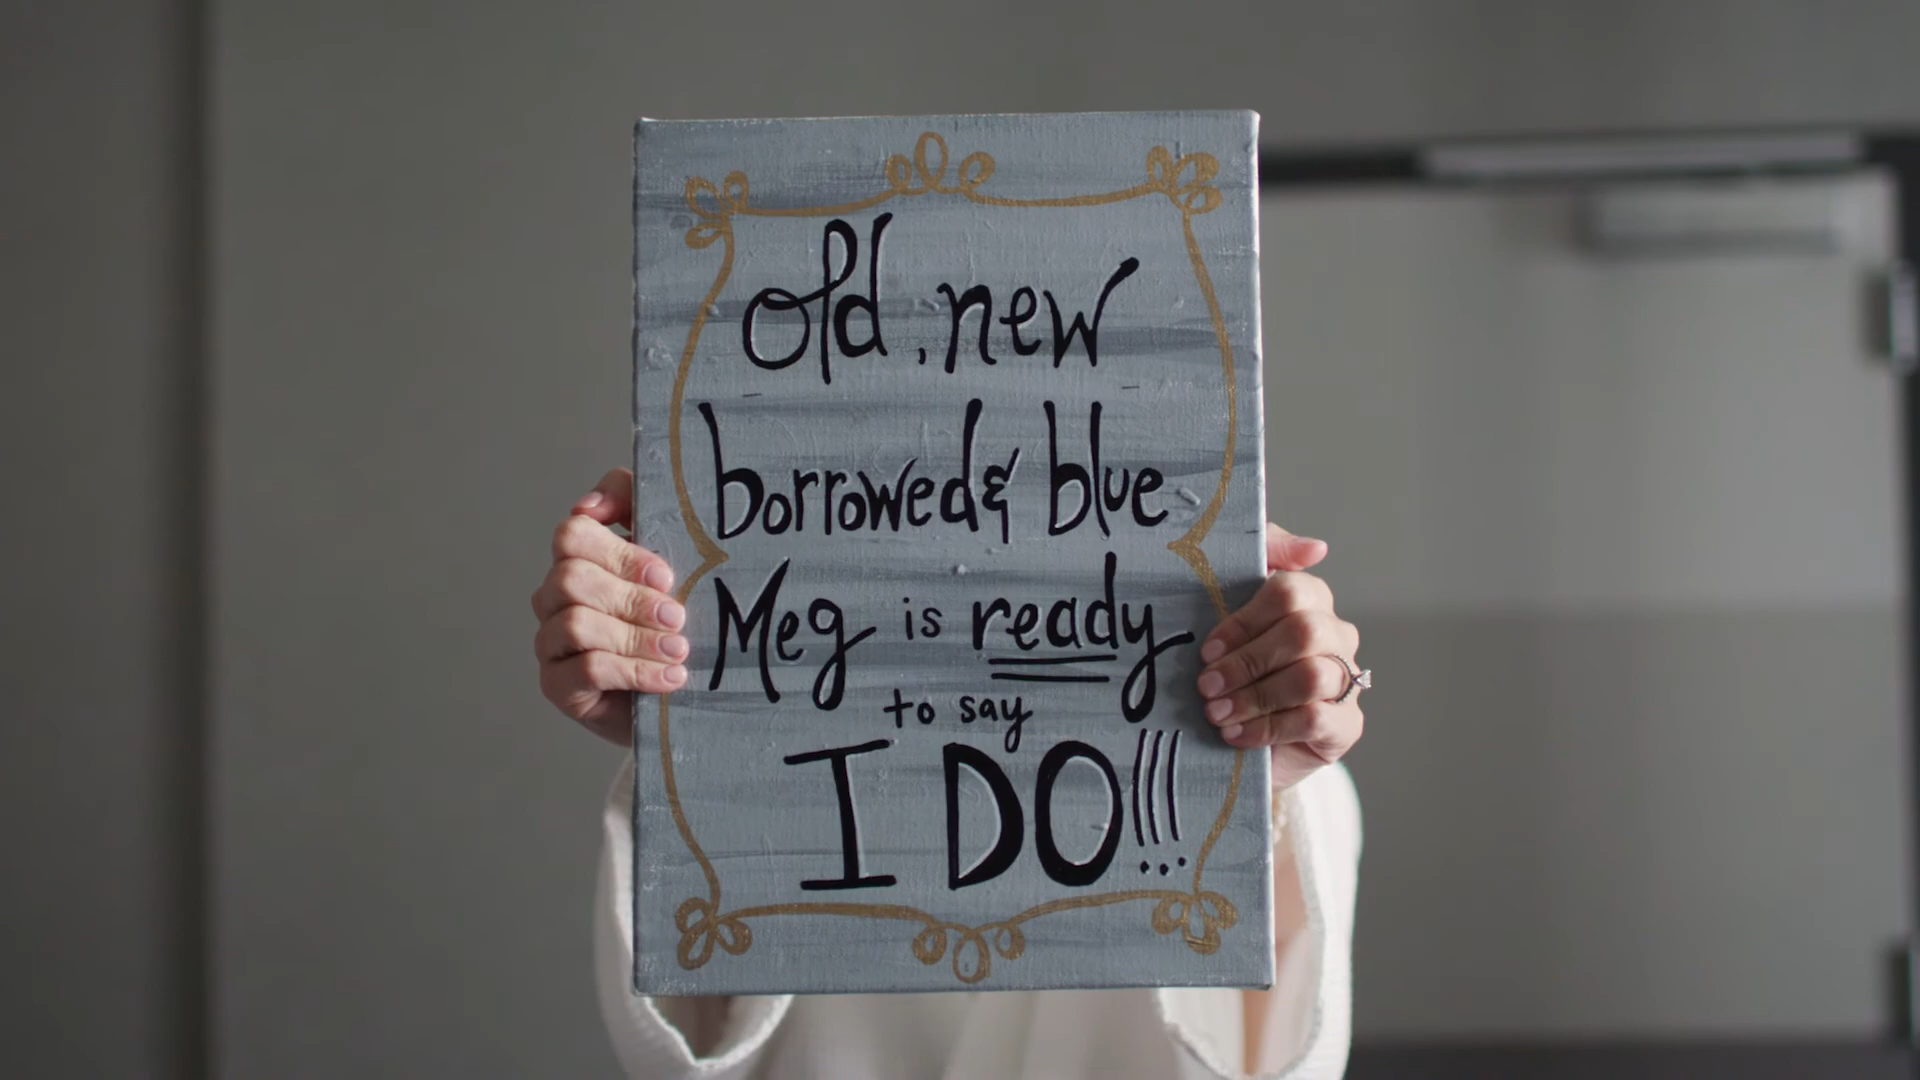 old, new
borrowed & blue
Meg is ready
to say
I DO!!!